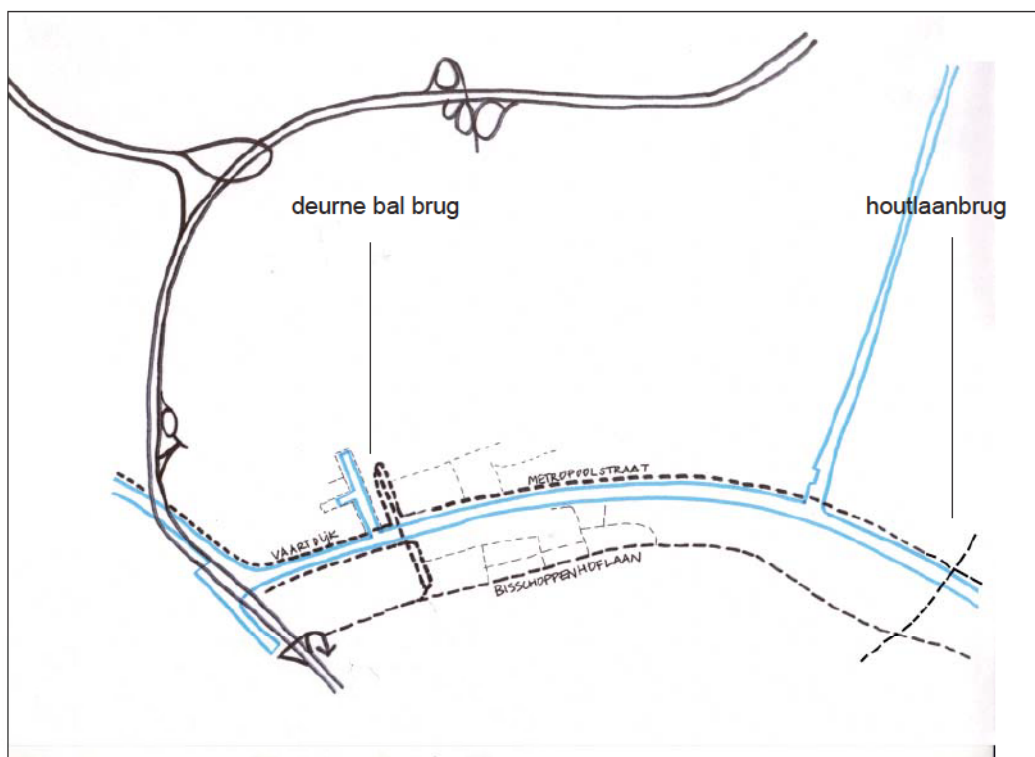 deurne bal brug
houtlaanbrug
METROPOOLSTRAAT
VAARTDIJK
BISSCHOPPENHOFLAAN